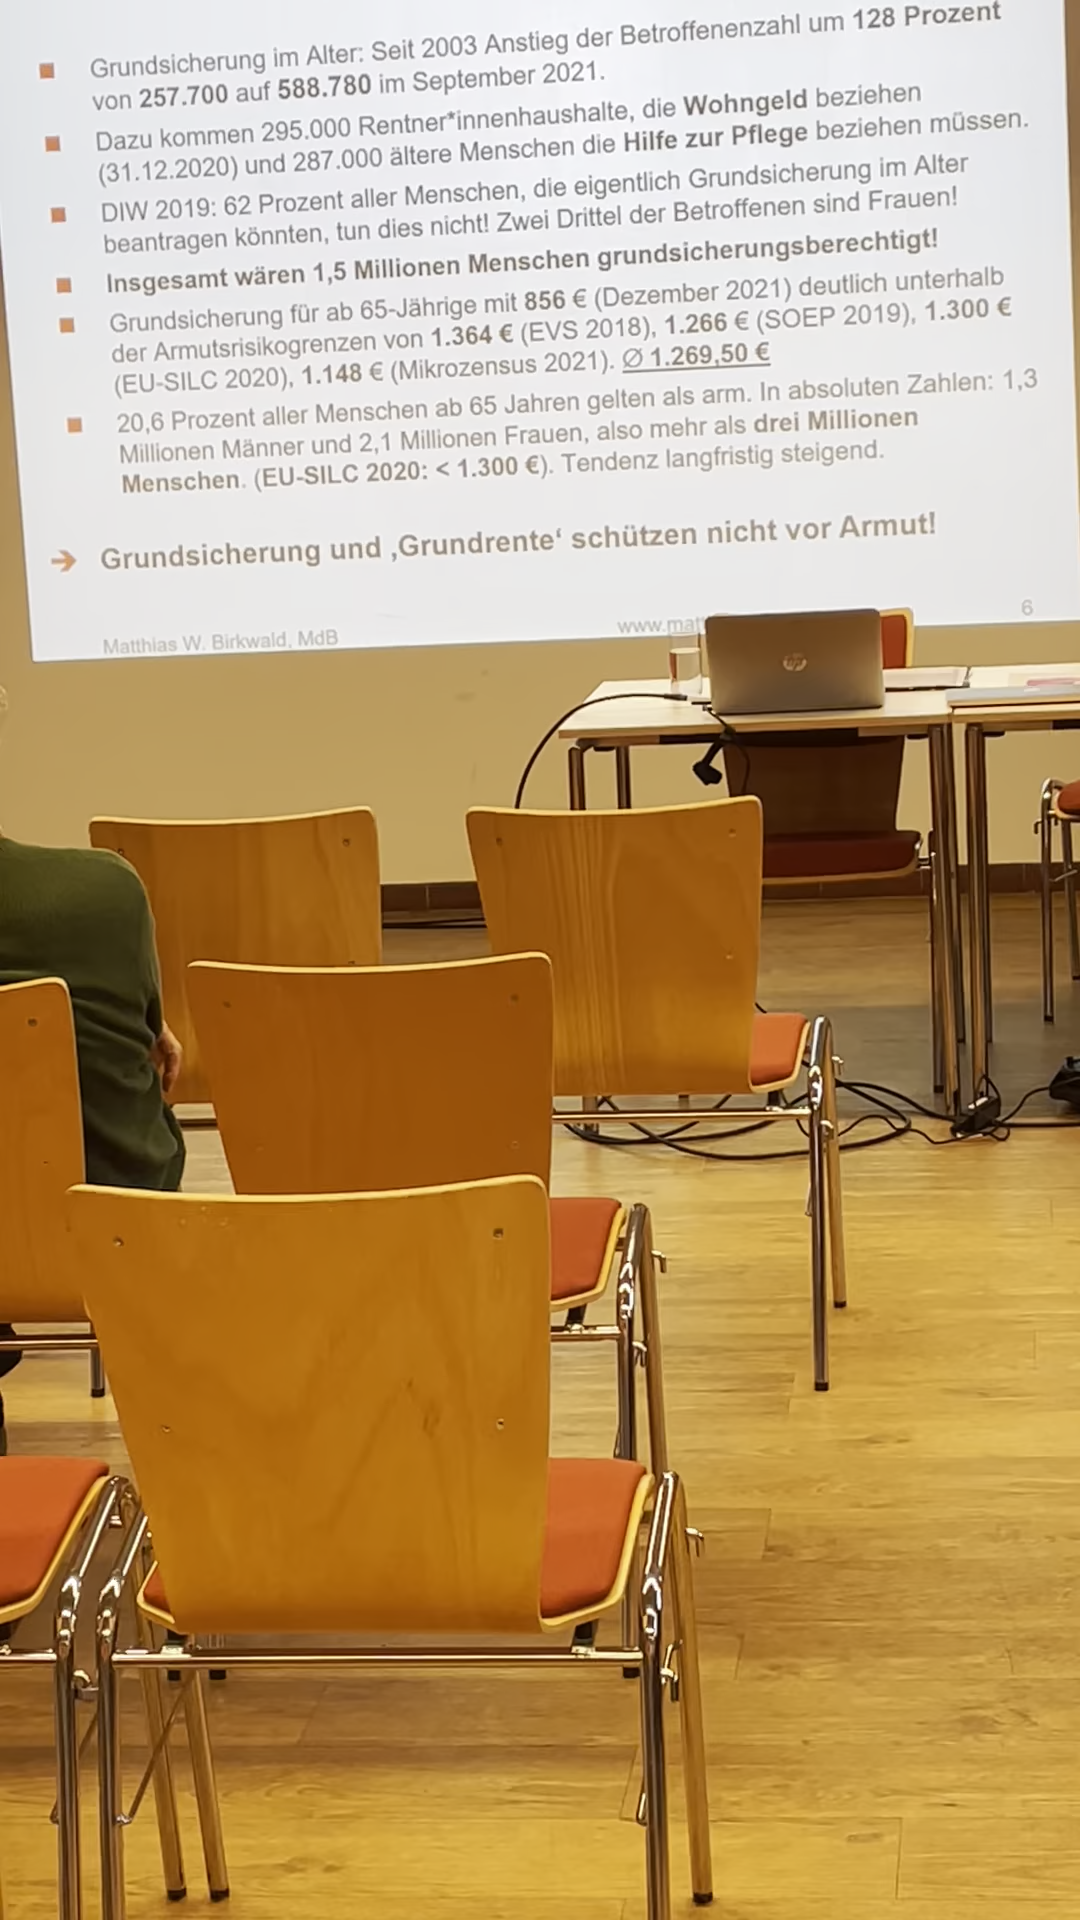 Grundsicherung im Alter: Seit 2003 Anstieg der Betroffenenzahl um 128 Prozent
von 257.700 auf 588.780 im September 2021.
Dazu kommen 295.000 Rentner*innenhaushalte, die Wohngeld beziehen
(31.12.2020) und 287.000 ältere Menschen die Hilfe zur Pflege beziehen müssen.
DIW 2019: 62 Prozent aller Menschen, die eigentlich Grundsicherung im Alter
beantragen könnten, tun dies nicht! Zwei Drittel der Betroffenen sind Frauen!
Insgesamt wären 1,5 Millionen Menschen grundsicherungsberechtigt!
Grundsicherung für ab 65-Jährige mit 856 € (Dezember 2021) deutlich unterhalb
der Armutsrisikogrenzen von 1.364 € (EVS 2018), 1.266 € (SOEP 2019), 1.300 €
(EU-SILC 2020), 1.148 € (Mikrozensus 2021). Ø 1.269,50 €
20,6 Prozent aller Menschen ab 65 Jahren gelten als arm. In absoluten Zahlen: 1,3
Millionen Männer und 2,1 Millionen Frauen, also mehr als drei Millionen
Menschen. (EU-SILC 2020: < 1.300 €). Tendenz langfristig steigend.
➔ Grundsicherung und ‚Grundrente‘ schützen nicht vor Armut!
Matthias W. Birkwald, MdB
6
hp